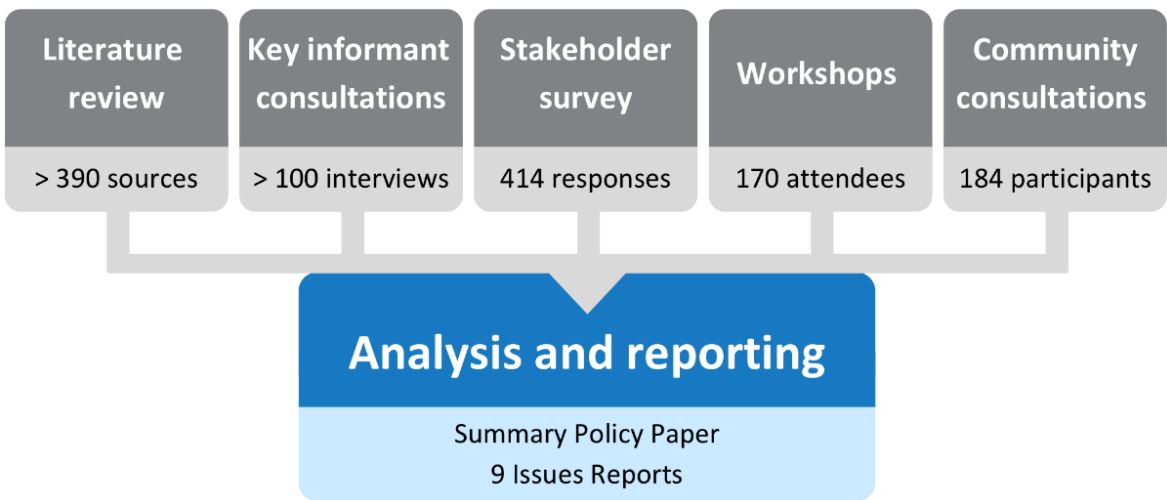 Literature
review
> 390 sources
Key informant
consultations
> 100 interviews
Stakeholder
survey
414 responses
Workshops
170 attendees
Community
consultations
184 participants
Analysis and reporting
Summary Policy Paper
9 Issues Reports